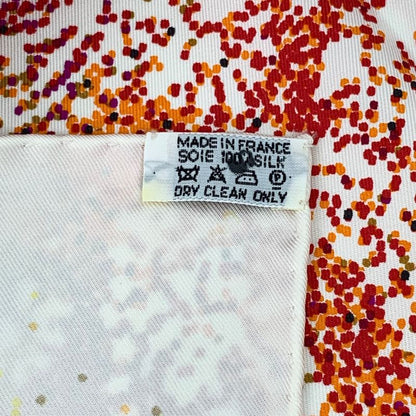 MADE IN FRANCE
SOIE 100% SILK
P
DRY CLEAN ONLY